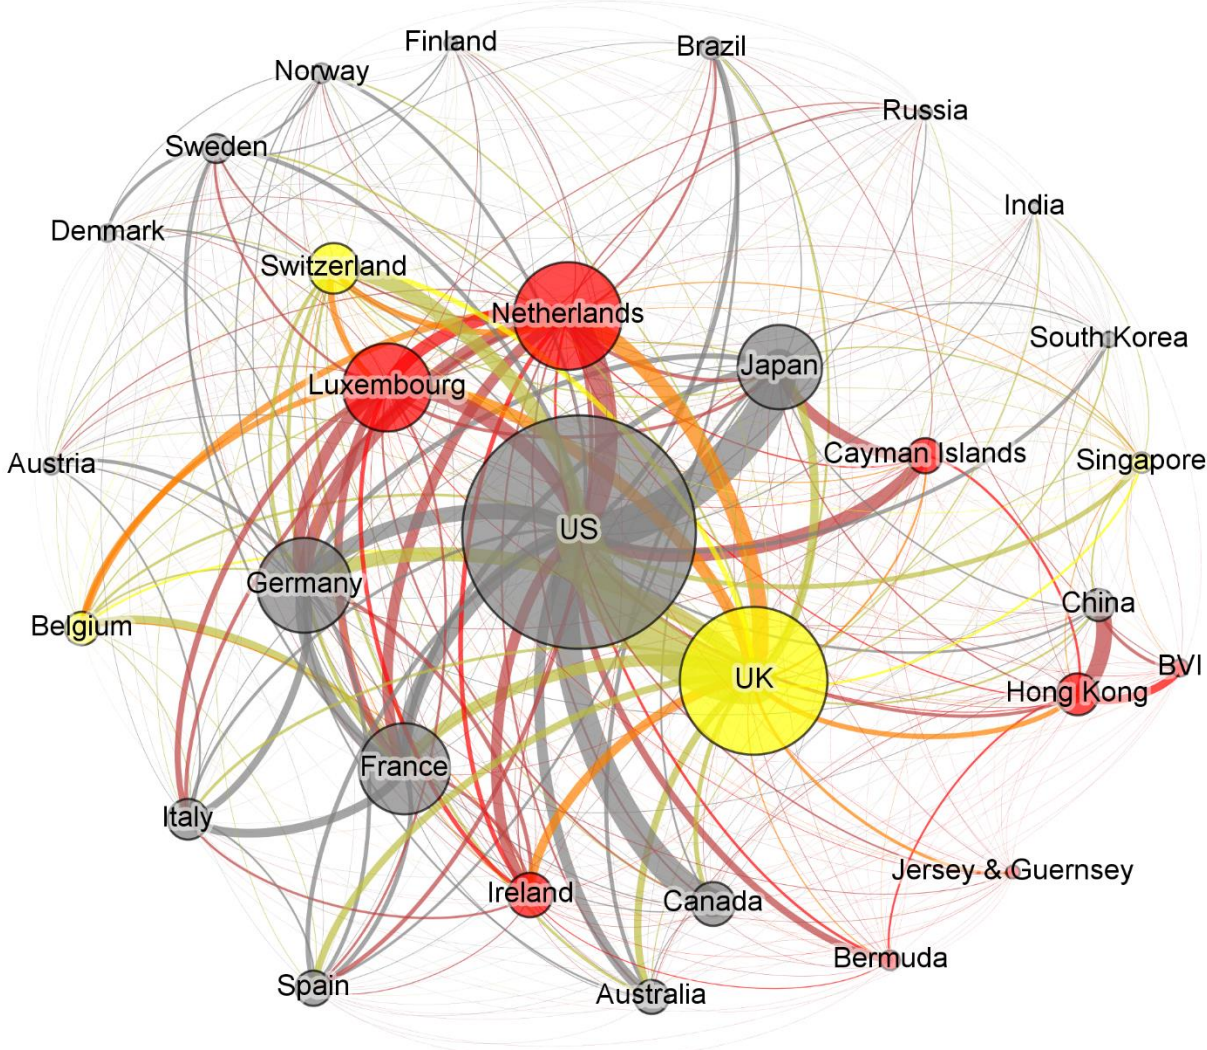 Finland
Brazil
Norway
Russia
Sweden
India
Denmark
Switzerland
Netherlands
South Korea
Japan
Luxembourg
Cayman Islands
Singapore
Austria
US
Germany
China
Belgium
BVI
UK
Hong Kong
France
Italy
Jersey & Guernsey
Ireland
Canada
Bermuda
Spain
Australia